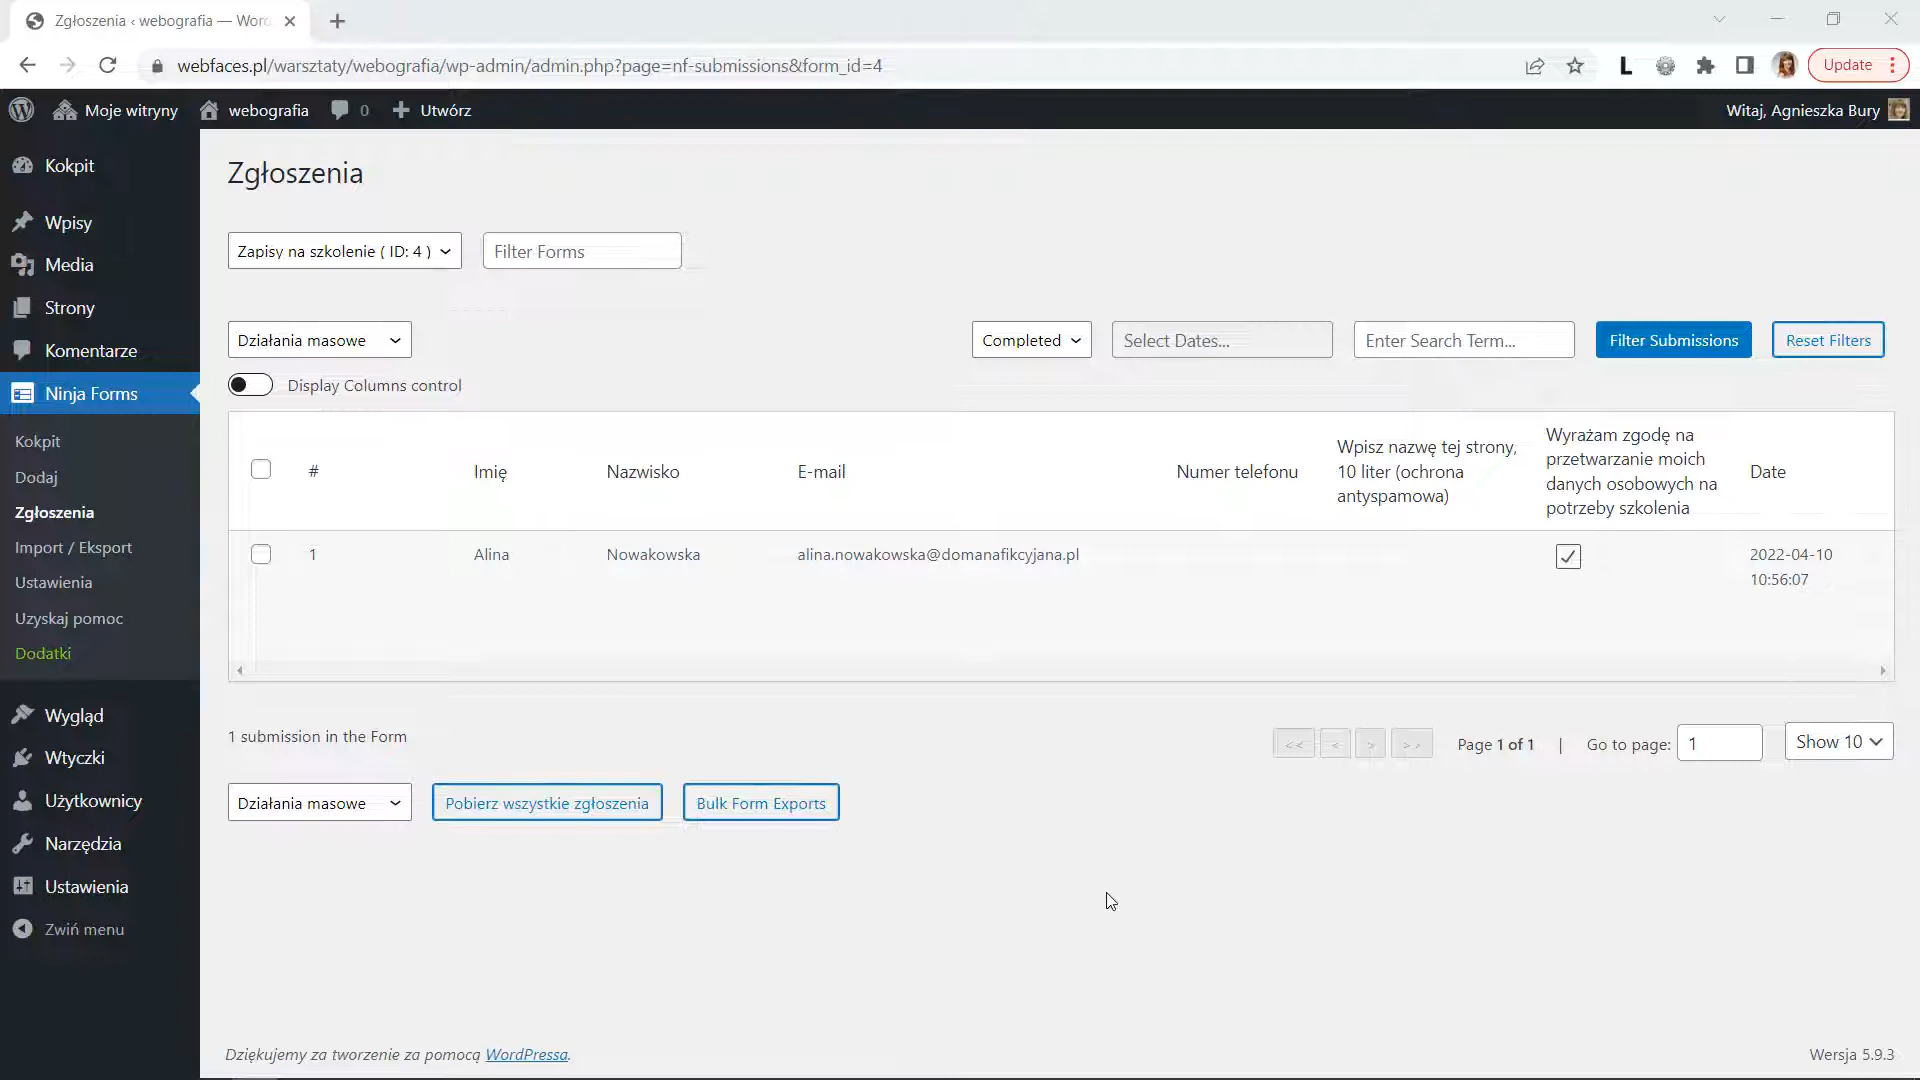 Zgłoszenia ‹ webografia — Wor
webfaces.pl/warsztaty/webografia/wp-admin/admin.php?page=nf-submissions&form_id=4
L
Update
Moje witryny
webografia
0
Utwórz
Witaj, Agnieszka Bury
Kokpit
Wpisy
Media
Strony
Komentarze
Ninja Forms
Kokpit
Dodaj
Zgłoszenia
Import / Eksport
Ustawienia
Uzyskaj pomoc
Dodatki
Wygląd
Wtyczki
Użytkownicy
Narzędzia
Ustawienia
Zwiń menu
Zgłoszenia
Zapisy na szkolenie ( ID: 4 )
Filter Forms
Działania masowe
Completed
Select Dates...
Enter Search Term...
Filter Submissions
Reset Filters
Display Columns control
#
Imię
Nazwisko
E-mail
Numer telefonu
Wpisz nazwę tej strony,
10 liter (ochrona
antyspamowa)
Wyrażam zgodę na
przetwarzanie moich
danych osobowych na
potrzeby szkolenia
Date
1
Alina
Nowakowska
alina.nowakowska@domanafikcyjana.pl
2022-04-10
10:56:07
1 submission in the Form
<<
<
>
>>
Page 1 of 1
|
Go to page:
1
Show 10
Działania masowe
Pobierz wszystkie zgłoszenia
Bulk Form Exports
Dziękujemy za tworzenie za pomocą WordPressa.
Wersja 5.9.3